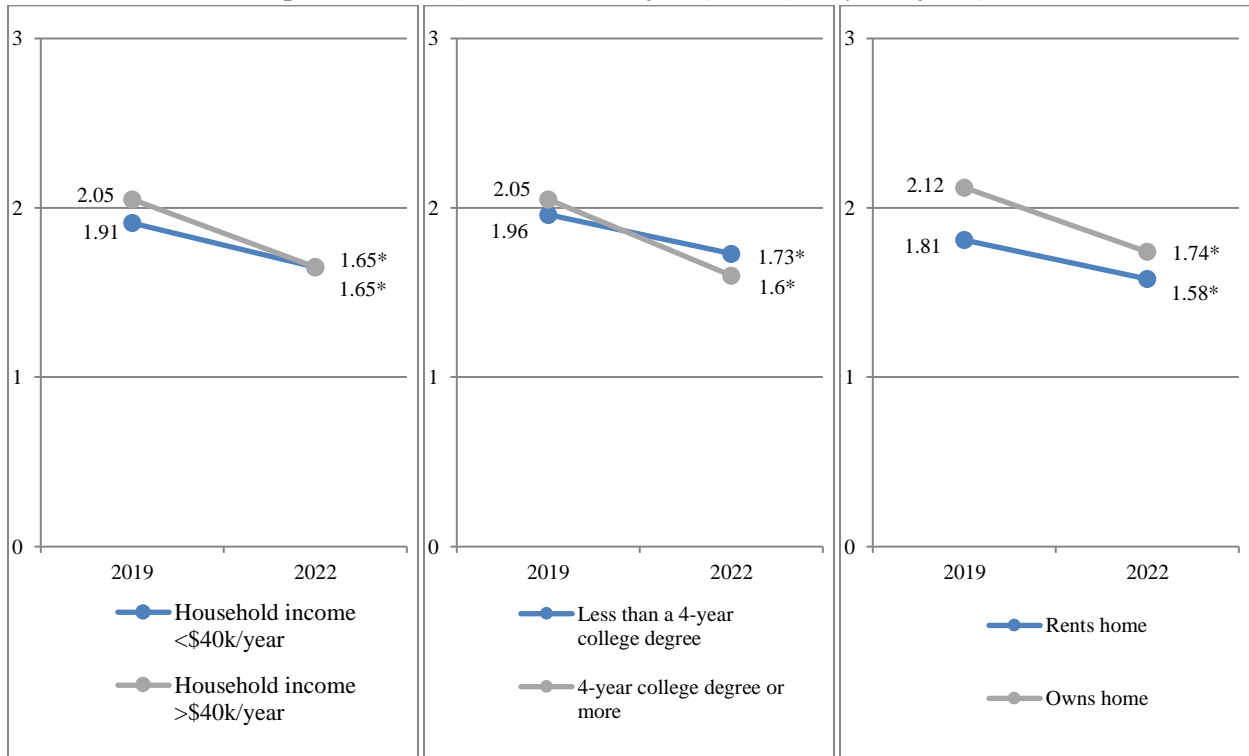 3
2
1
0
2.05
1.91
1.65*
1.65*
2019 2022
Household income
<$40k/year
Household income
>$40k/year
3
2
1
0
2.05
1.96
1.73*
1.6*
2019 2022
Less than a 4-year
college degree
4-year college degree or
more
3
2
1
0
2.12
1.81
1.74*
1.58*
2019 2022
Rents home
Owns home